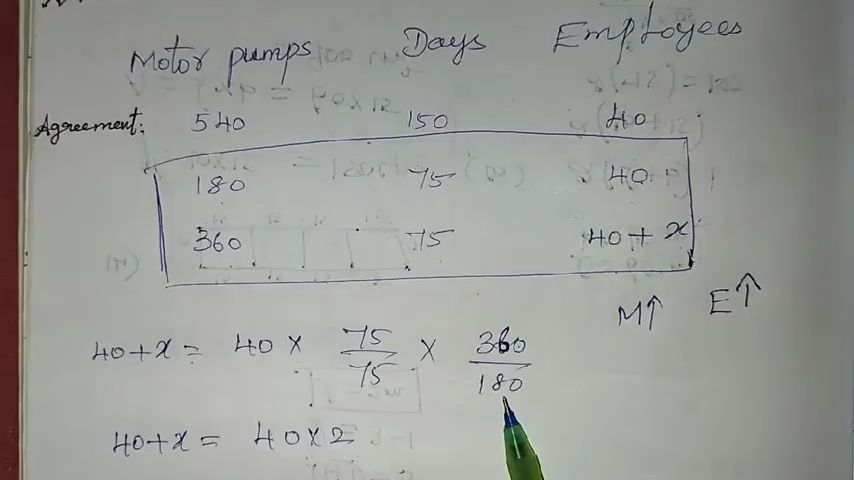 Motor pumps Days Employees
Agreement: 540 150 40
180 75 40
360 75 40 + x
M↑ E↑
40+x = 40 × 75/75 × 360/180
40+x = 40×2